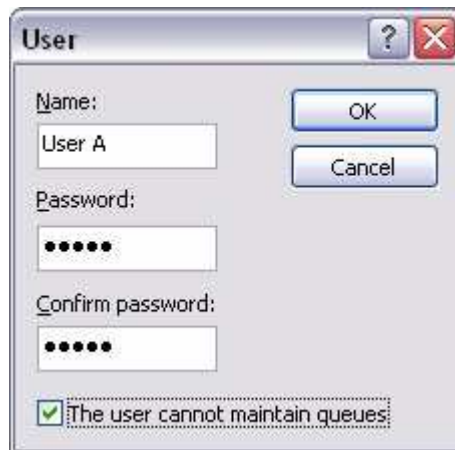 User
Name:
OK
User A
Cancel
Password:
●●●●●
Confirm password:
●●●●●
The user cannot maintain queues